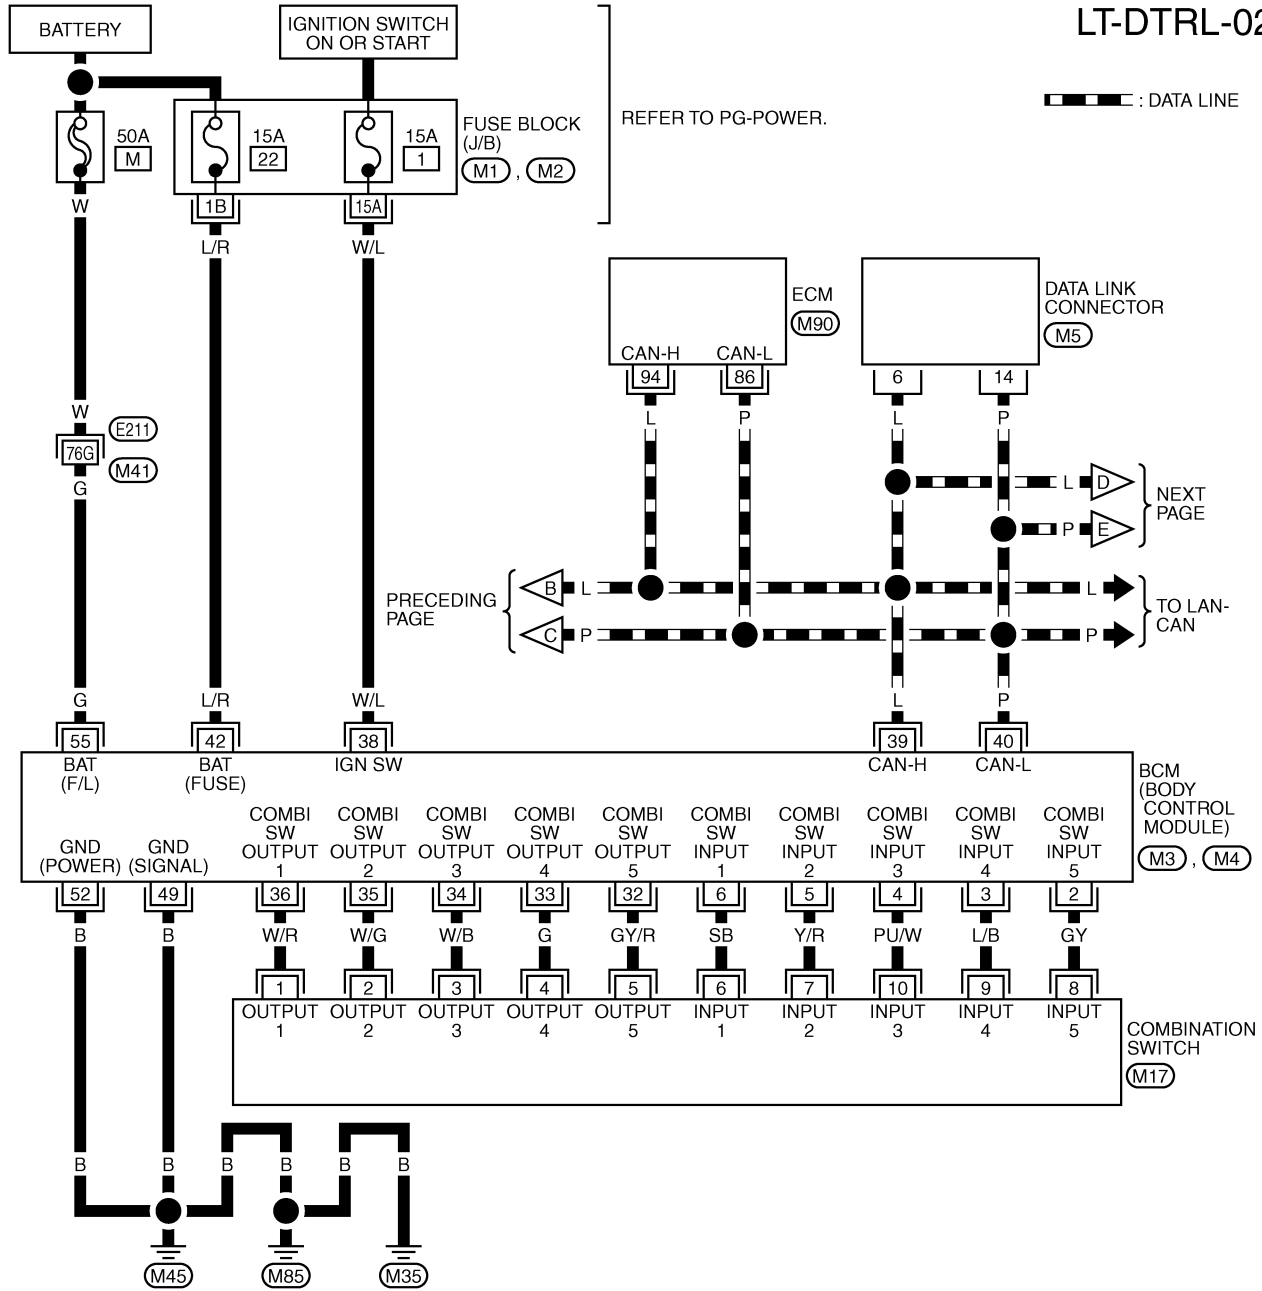 LT-DTRL-02
BATTERY
IGNITION SWITCH
ON OR START
: DATA LINE
REFER TO PG-POWER.
50A
M
15A
22
15A
1
FUSE BLOCK
(J/B)
M1 , M2
1B
15A
W
L/R
W/L
ECM
M90
CAN-H
CAN-L
94
86
DATA LINK
CONNECTOR
M5
6
14
L
P
L
P
W
E211
76G
M41
G
L
D
P
E
NEXT
PAGE
PRECEDING
PAGE
B
L
C
P
L
P
TO LAN-
CAN
G
L/R
W/L
L
P
55
42
38
39
40
BAT
(F/L)
BAT
(FUSE)
IGN SW
CAN-H
CAN-L
BCM
(BODY
CONTROL
MODULE)
M3 , M4
GND
(POWER)
GND
(SIGNAL)
COMBI
SW
OUTPUT
1
COMBI
SW
OUTPUT
2
COMBI
SW
OUTPUT
3
COMBI
SW
OUTPUT
4
COMBI
SW
OUTPUT
5
COMBI
SW
INPUT
1
COMBI
SW
INPUT
2
COMBI
SW
INPUT
3
COMBI
SW
INPUT
4
COMBI
SW
INPUT
5
52
49
36
35
34
33
32
6
5
4
3
2
B
B
W/R
W/G
W/B
G
GY/R
SB
Y/R
PU/W
L/B
GY
1
2
3
4
5
6
7
10
9
8
OUTPUT
1
OUTPUT
2
OUTPUT
3
OUTPUT
4
OUTPUT
5
INPUT
1
INPUT
2
INPUT
3
INPUT
4
INPUT
5
COMBINATION
SWITCH
M17
B
B
B
B
B
B
M45
M85
M35